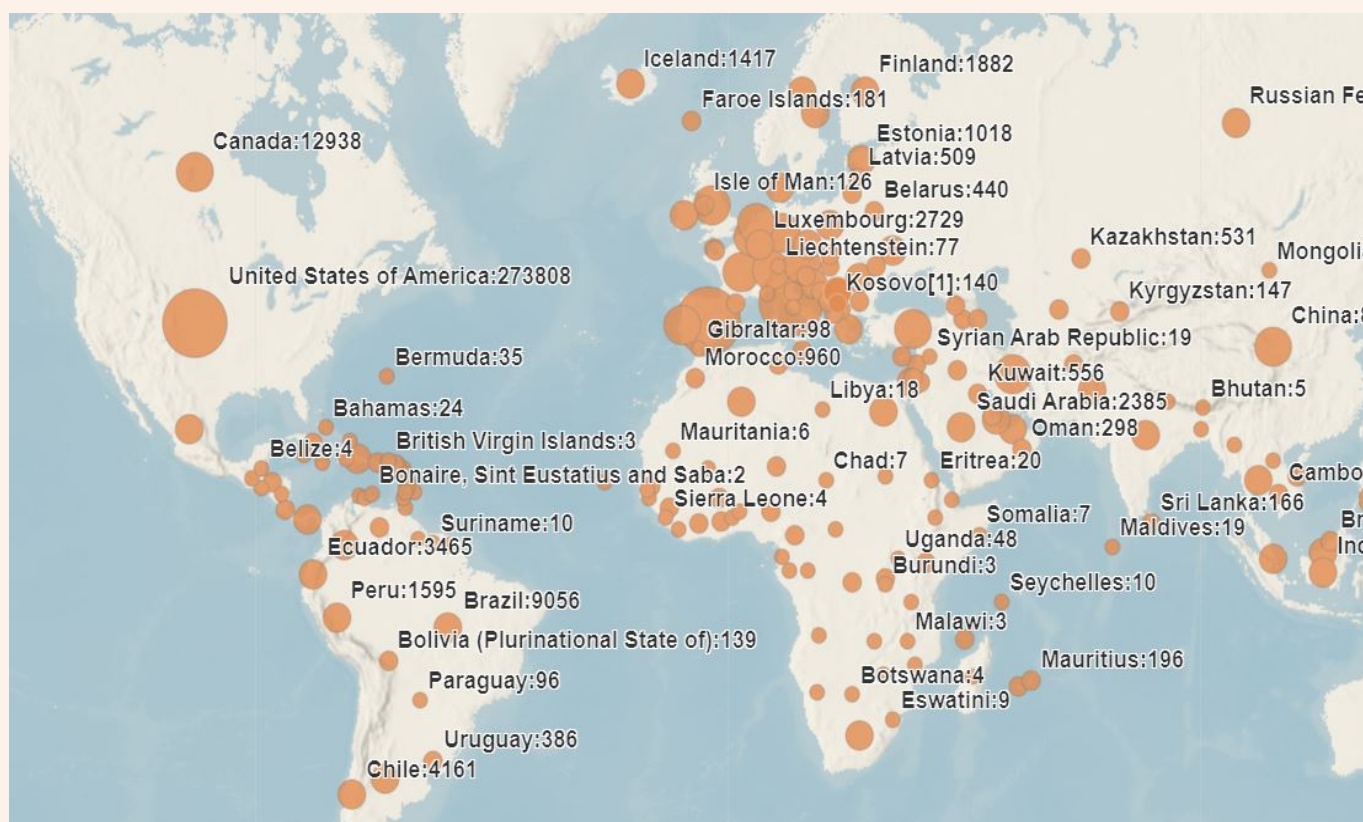 Iceland:1417
Finland:1882
Faroe Islands:181
Russian Fe
Canada:12938
Estonia:1018
Latvia:509
Isle of Man:126
Belarus:440
Luxembourg:2729
Kazakhstan:531
Liechtenstein:77
Mongoli
United States of America:273808
Kosovo[1]:140
Kyrgyzstan:147
China:8
Gibraltar:98
Syrian Arab Republic:19
Bermuda:35
Morocco:960
Kuwait:556
Libya:18
Bhutan:5
Bahamas:24
Saudi Arabia:2385
Oman:298
Mauritania:6
British Virgin Islands:3
Belize:4
Chad:7
Eritrea:20
Bonaire, Sint Eustatius and Saba:2
Cambo
Sierra Leone:4
Sri Lanka:166
Somalia:7
Suriname:10
Maldives:19
Br
Uganda:48
Ecuador:3465
Ind
Burundi:3
Seychelles:10
Peru:1595
Brazil:9056
Malawi:3
Bolivia (Plurinational State of):139
Mauritius:196
Paraguay:96
Botswana:4
Eswatini:9
Uruguay:386
Chile:4161